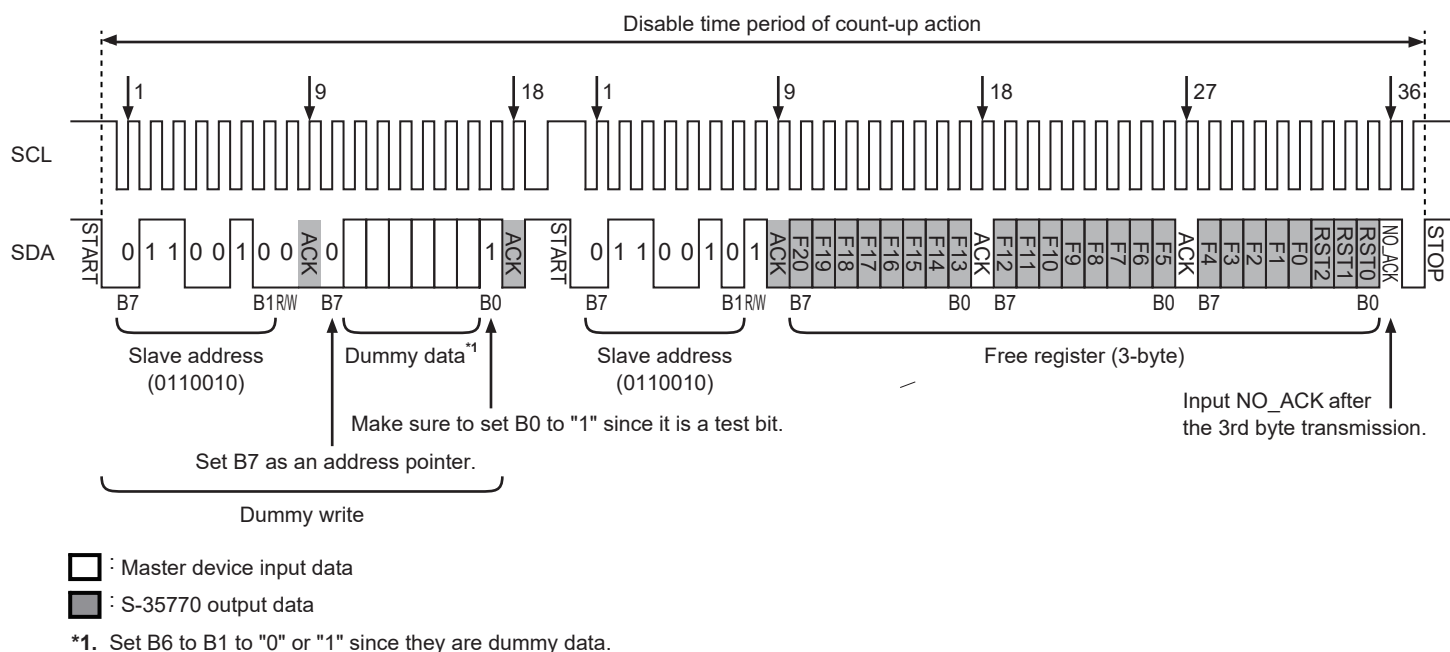 Disable time period of count-up action
1 9 18 1 9 18 27 36
SCL
SDA START 0 1 1 0 0 1 0 0 ACK 0 1 ACK START 0 1 1 0 0 1 0 1 ACK F20 F19 F18 F17 F16 F15 F14 F13 ACK F12 F11 F10 F9 F8 F7 F6 F5 ACK F4 F3 F2 F1 F0 RST2 RST1 RST0 NO_ACK STOP
B7 B1 R/W B7 B0 B7 B1 R/W B7 B0 B7 B0 B7 B0
Slave address Dummy data*1 Slave address Free register (3-byte)
(0110010) (0110010)
Input NO_ACK after
the 3rd byte transmission.
Make sure to set B0 to "1" since it is a test bit.
Set B7 as an address pointer.
Dummy write
: Master device input data
: S-35770 output data
*1. Set B6 to B1 to "0" or "1" since they are dummy data.